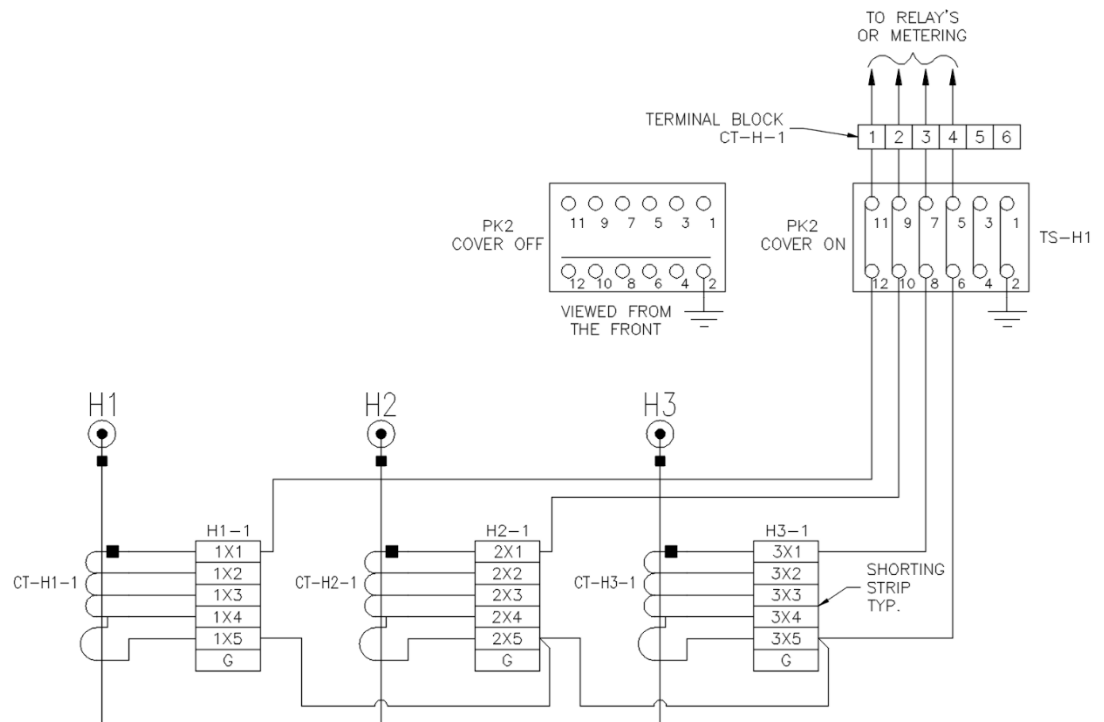 TO RELAY'S
OR METERING
TERMINAL BLOCK
CT-H-1
1 2 3 4 5 6
PK2
COVER OFF
11 9 7 5 3 1
12 10 8 6 4 2
VIEWED FROM
THE FRONT
PK2
COVER ON
11 9 7 5 3 1
12 10 8 6 4 2
TS-H1
H1
H2
H3
H1-1
1X1
1X2
1X3
1X4
1X5
G
CT-H1-1
H2-1
2X1
2X2
2X3
2X4
2X5
G
CT-H2-1
H3-1
3X1
3X2
3X3
3X4
3X5
G
CT-H3-1
SHORTING
STRIP
TYP.